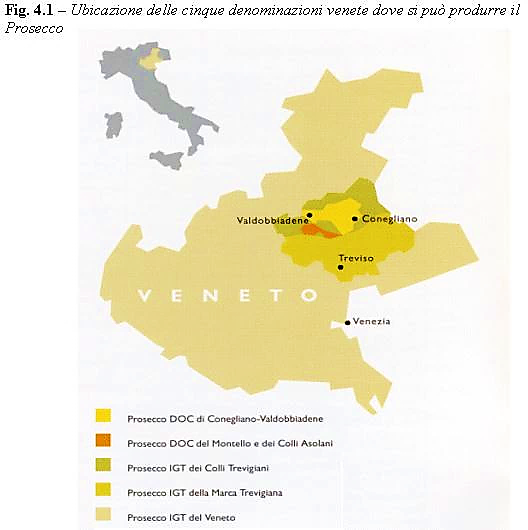 Fig. 4.1 – Ubicazione delle cinque denominazioni venete dove si può produrre il
Prosecco
Valdobbiadene
Conegliano
Treviso
VENETO
Venezia
Prosecco DOC di Conegliano-Valdobbiadene
Prosecco DOC del Montello e dei Colli Asolani
Prosecco IGT dei Colli Trevigiani
Prosecco IGT della Marca Trevigiana
Prosecco IGT del Veneto